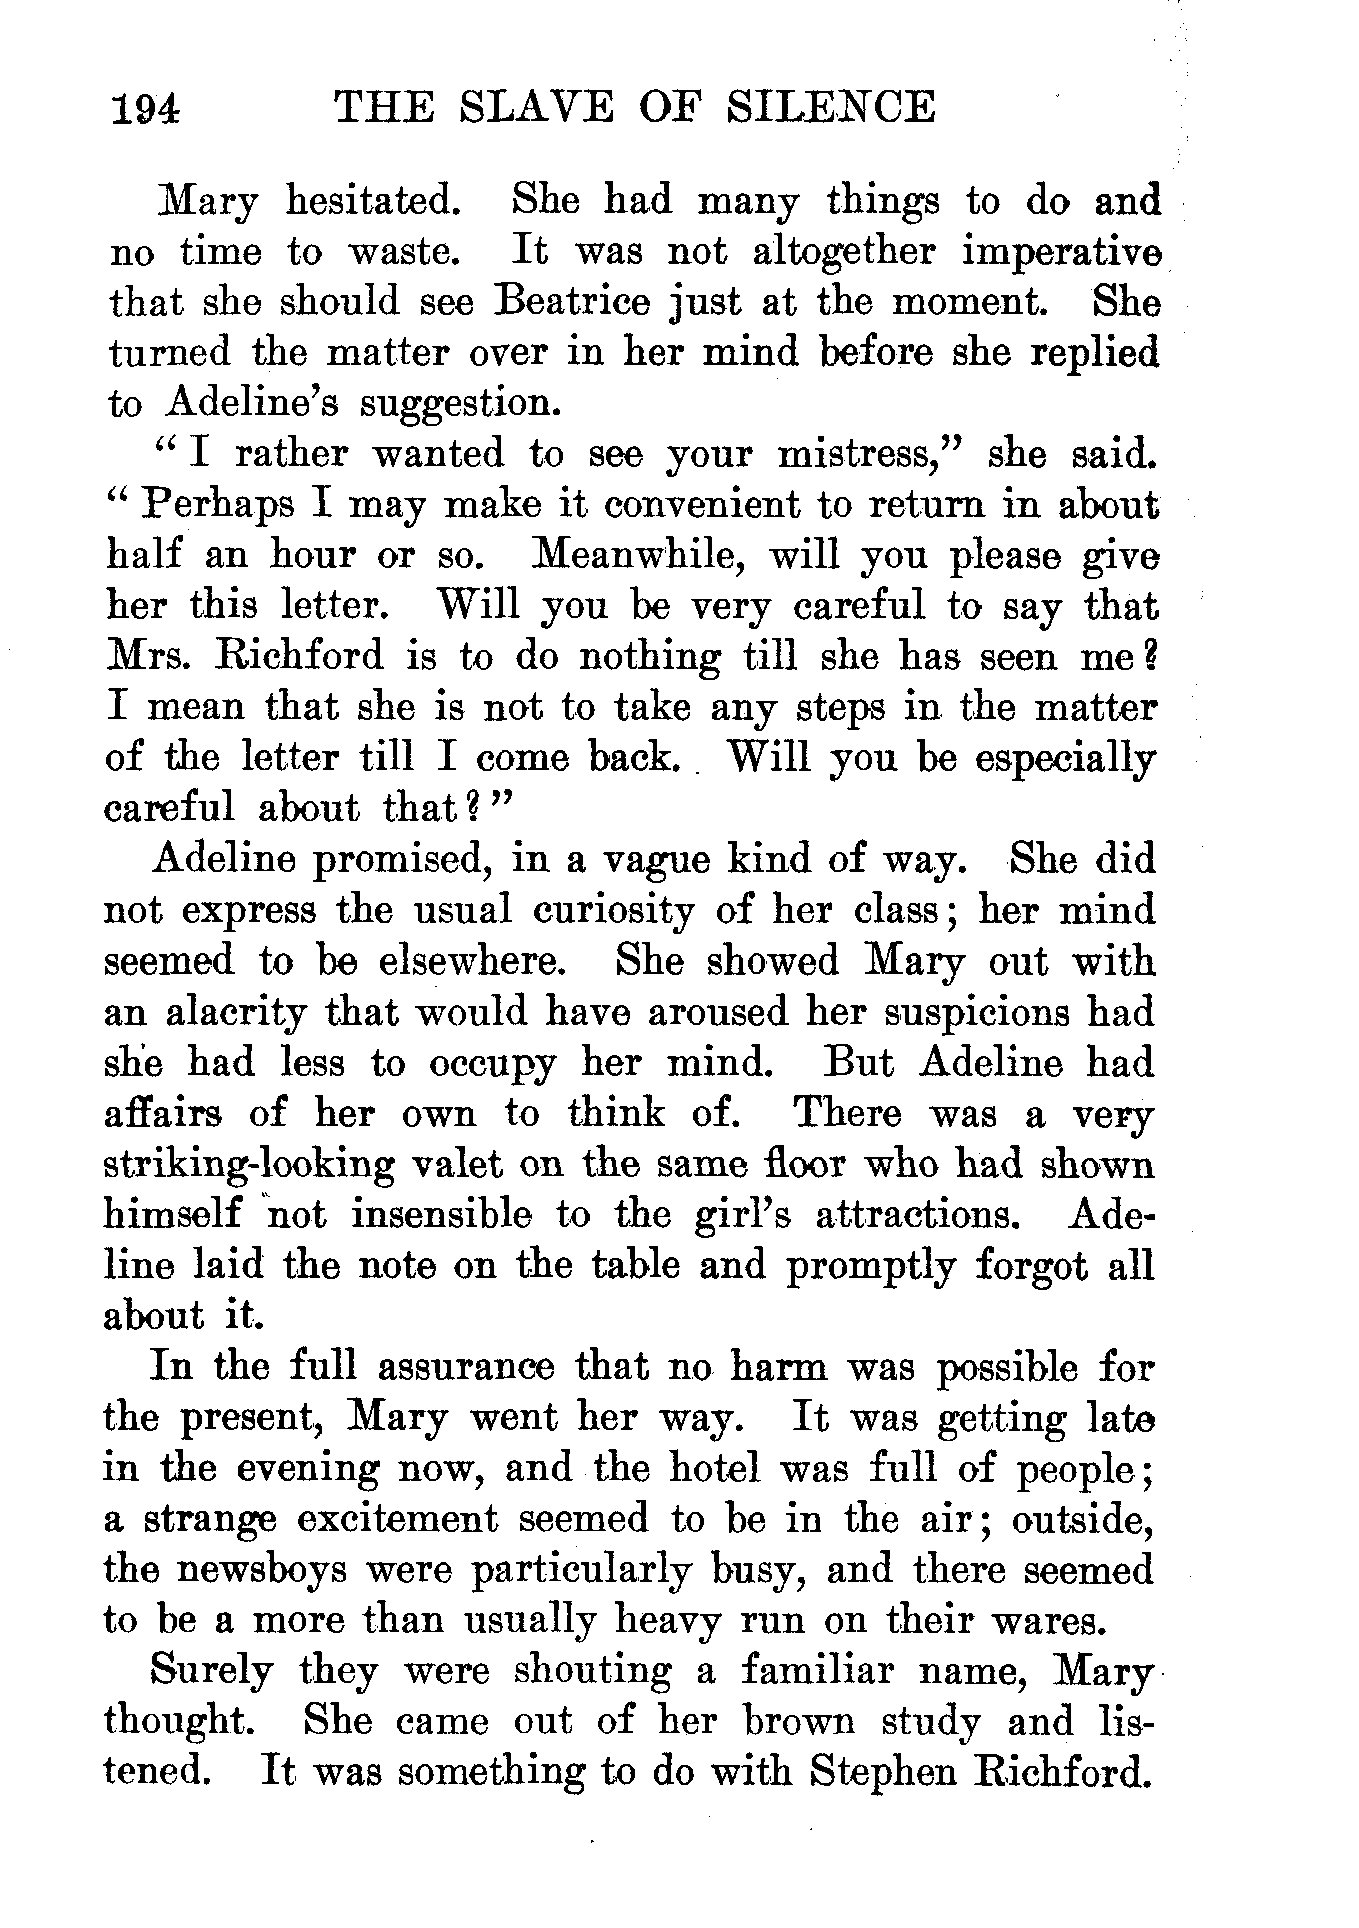 194 THE SLAVE OF SILENCE
Mary hesitated. She had many things to do and
no time to waste. It was not altogether imperative
that she should see Beatrice just at the moment. She
turned the matter over in her mind before she replied
to Adeline's suggestion.
“ I rather wanted to see your mistress,” she said.
“ Perhaps I may make it convenient to return in about
half an hour or so. Meanwhile, will you please give
her this letter. Will you be very careful to say that
Mrs. Richford is to do nothing till she has seen me?
I mean that she is not to take any steps in the matter
of the letter till I come back. Will you be especially
careful about that? ”
Adeline promised, in a vague kind of way. She did
not express the usual curiosity of her class; her mind
seemed to be elsewhere. She showed Mary out with
an alacrity that would have aroused her suspicions had
she had less to occupy her mind. But Adeline had
affairs of her own to think of. There was a very
striking-looking valet on the same floor who had shown
himself not insensible to the girl's attractions. Ade-
line laid the note on the table and promptly forgot all
about it.
In the full assurance that no harm was possible for
the present, Mary went her way. It was getting late
in the evening now, and the hotel was full of people;
a strange excitement seemed to be in the air; outside,
the newsboys were particularly busy, and there seemed
to be a more than usually heavy run on their wares.
Surely they were shouting a familiar name, Mary
thought. She came out of her brown study and lis-
tened. It was something to do with Stephen Richford.